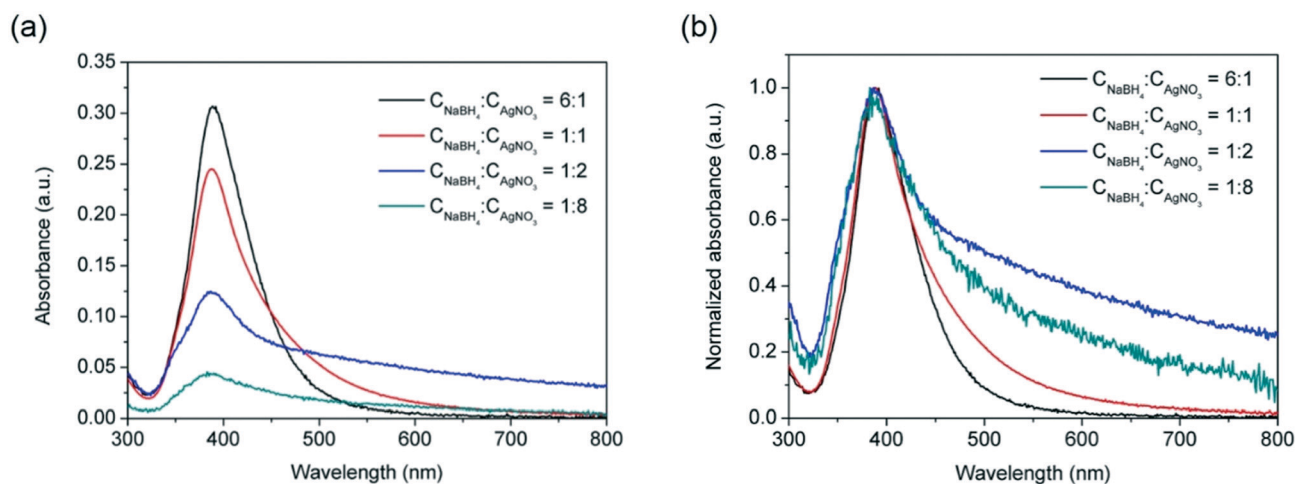 (a)
0.35
0.30
0.25
0.20
0.15
0.10
0.05
0.00
Absorbance (a.u.)
C_NaBH₄:C_AgNO₃ = 6:1
C_NaBH₄:C_AgNO₃ = 1:1
C_NaBH₄:C_AgNO₃ = 1:2
C_NaBH₄:C_AgNO₃ = 1:8
300 400 500 600 700 800
Wavelength (nm)
(b)
1.0
0.8
0.6
0.4
0.2
0.0
Normalized absorbance (a.u.)
C_NaBH₄:C_AgNO₃ = 6:1
C_NaBH₄:C_AgNO₃ = 1:1
C_NaBH₄:C_AgNO₃ = 1:2
C_NaBH₄:C_AgNO₃ = 1:8
300 400 500 600 700 800
Wavelength (nm)